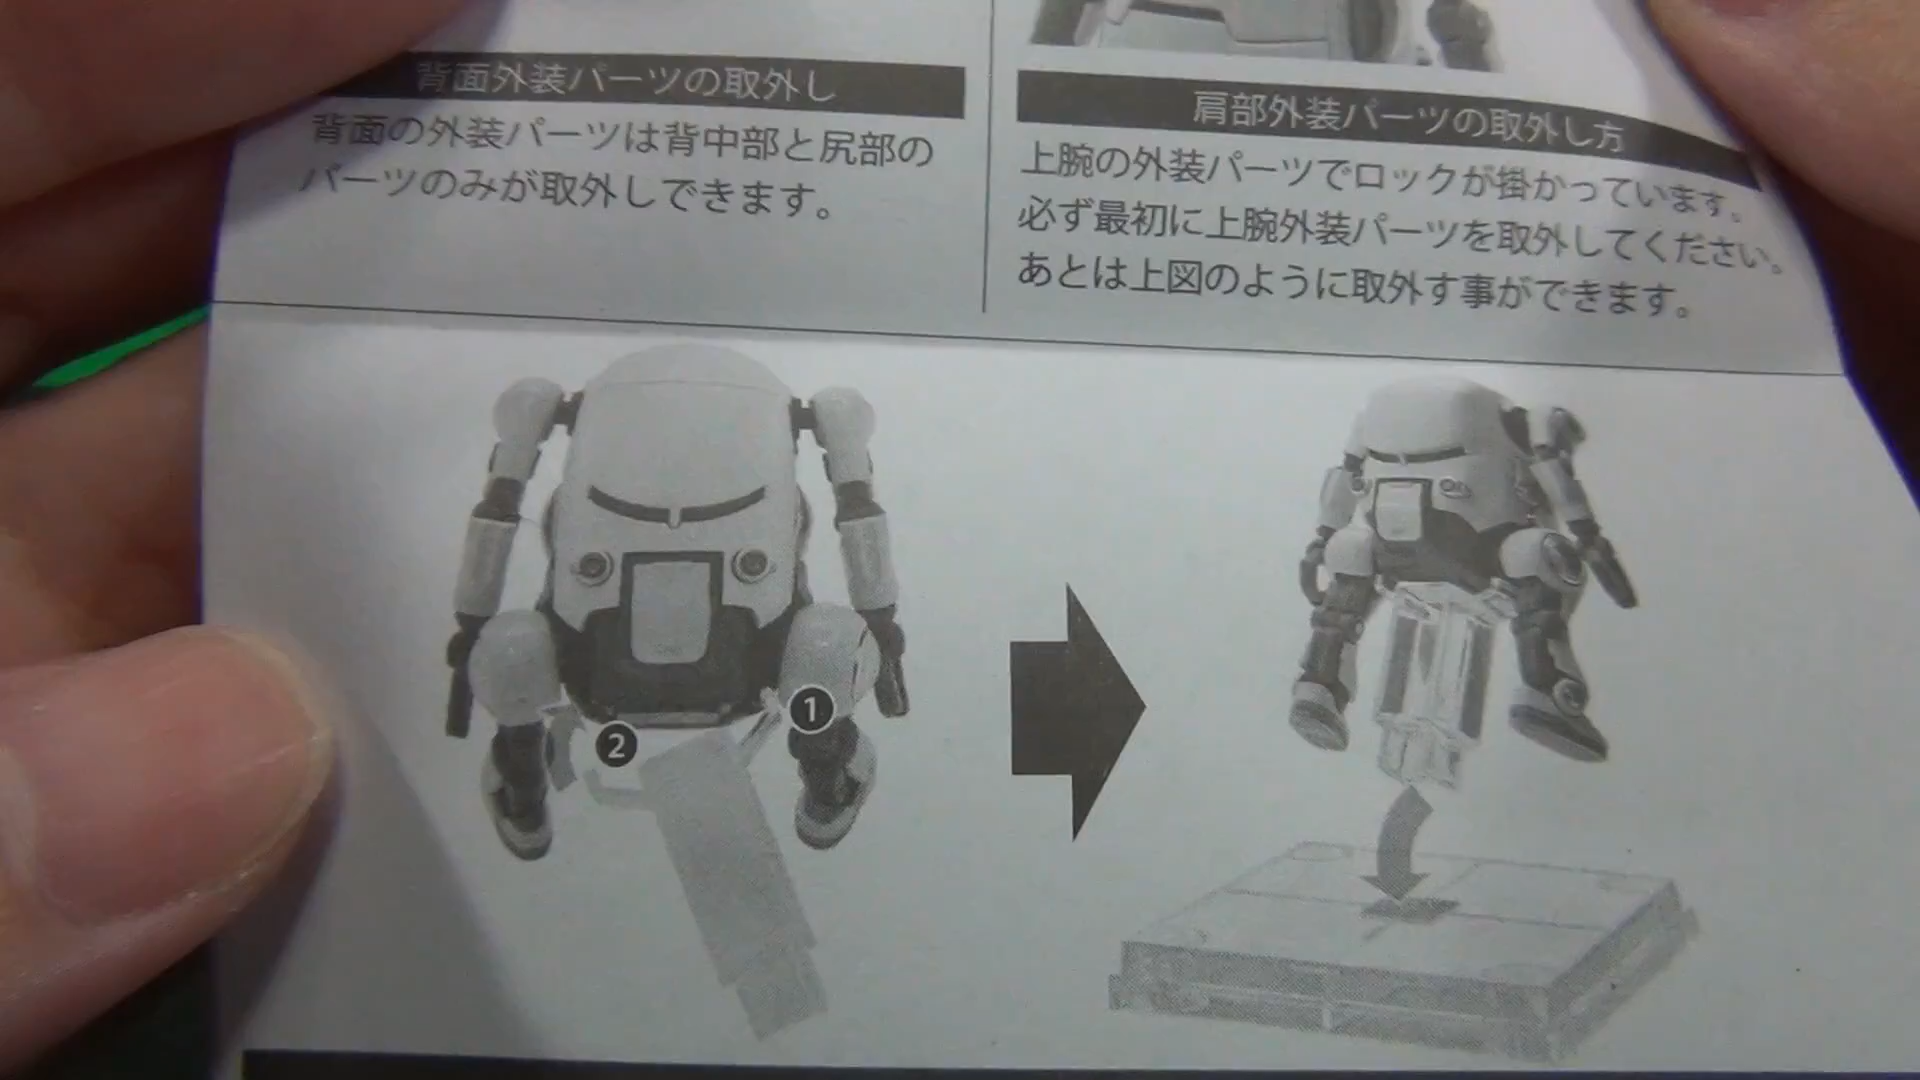 背面外装パーツの取外し
背面の外装パーツは背中部と尻部の
パーツのみが取外しできます。
肩部外装パーツの取外し方
上腕の外装パーツでロックが掛かっています。
必ず最初に上腕外装パーツを取外してください。
あとは上図のように取外す事ができます。
1
2